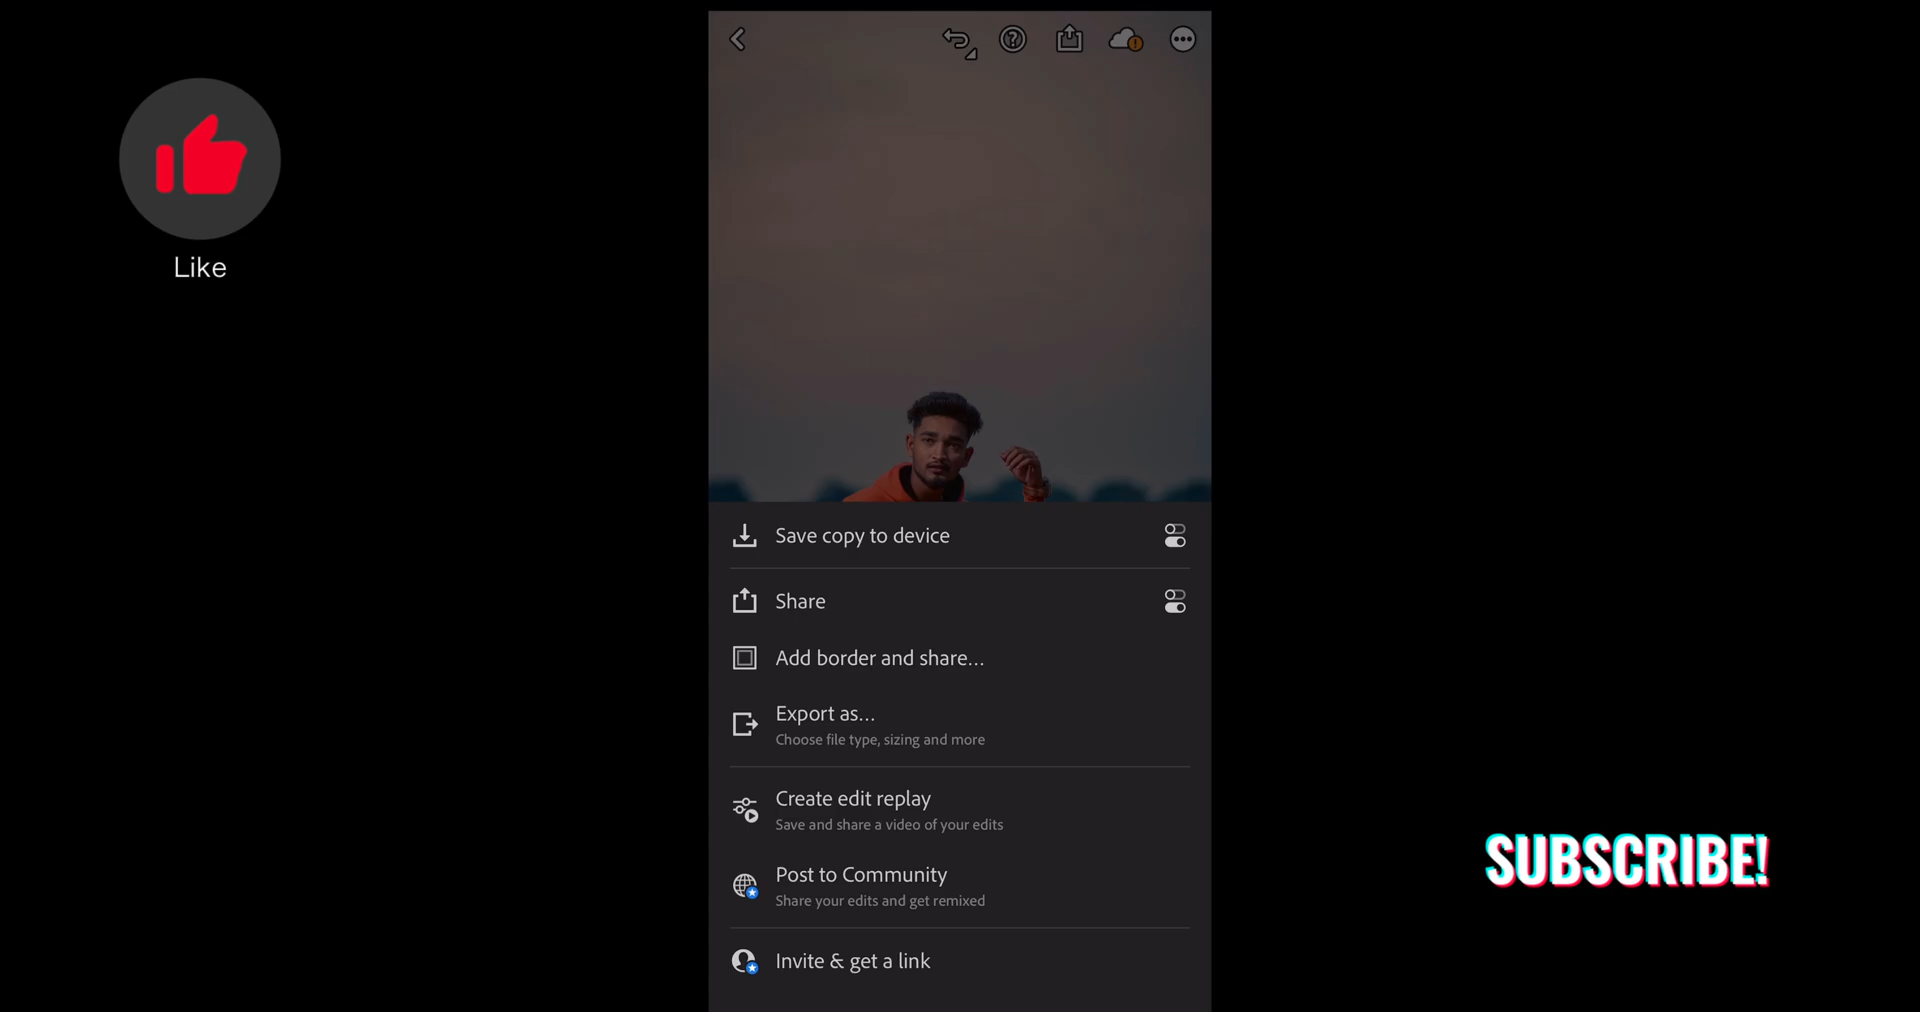 Like
Save copy to device
Share
Add border and share...
Export as...
Choose file type, sizing and more
Create edit replay
Save and share a video of your edits
Post to Community
Share your edits and get remixed
Invite & get a link
SUBSCRIBE!